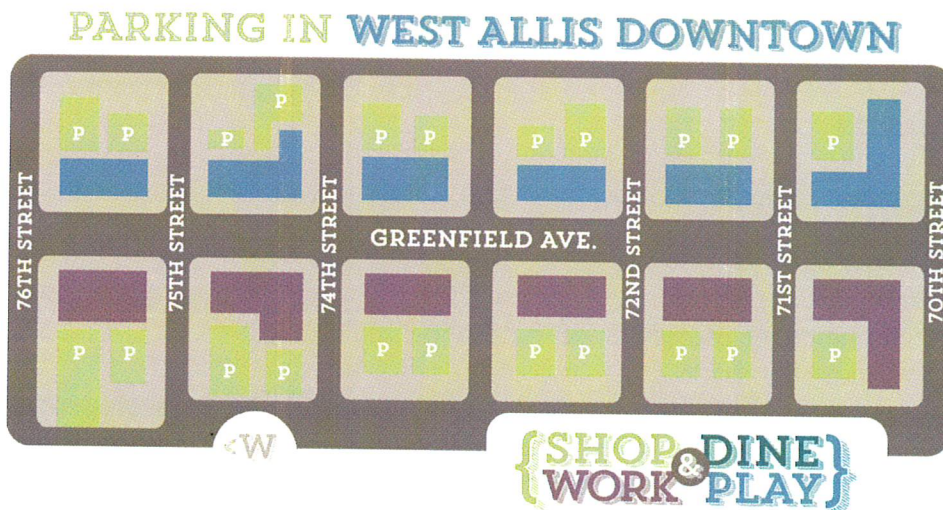 PARKING IN WEST ALLIS DOWNTOWN
P P P P P P P P P P P
76TH STREET
75TH STREET
74TH STREET
GREENFIELD AVE.
72ND STREET
71ST STREET
70TH STREET
P P P P P P P P P P P
<W
{SHOP & DINE
WORK PLAY}